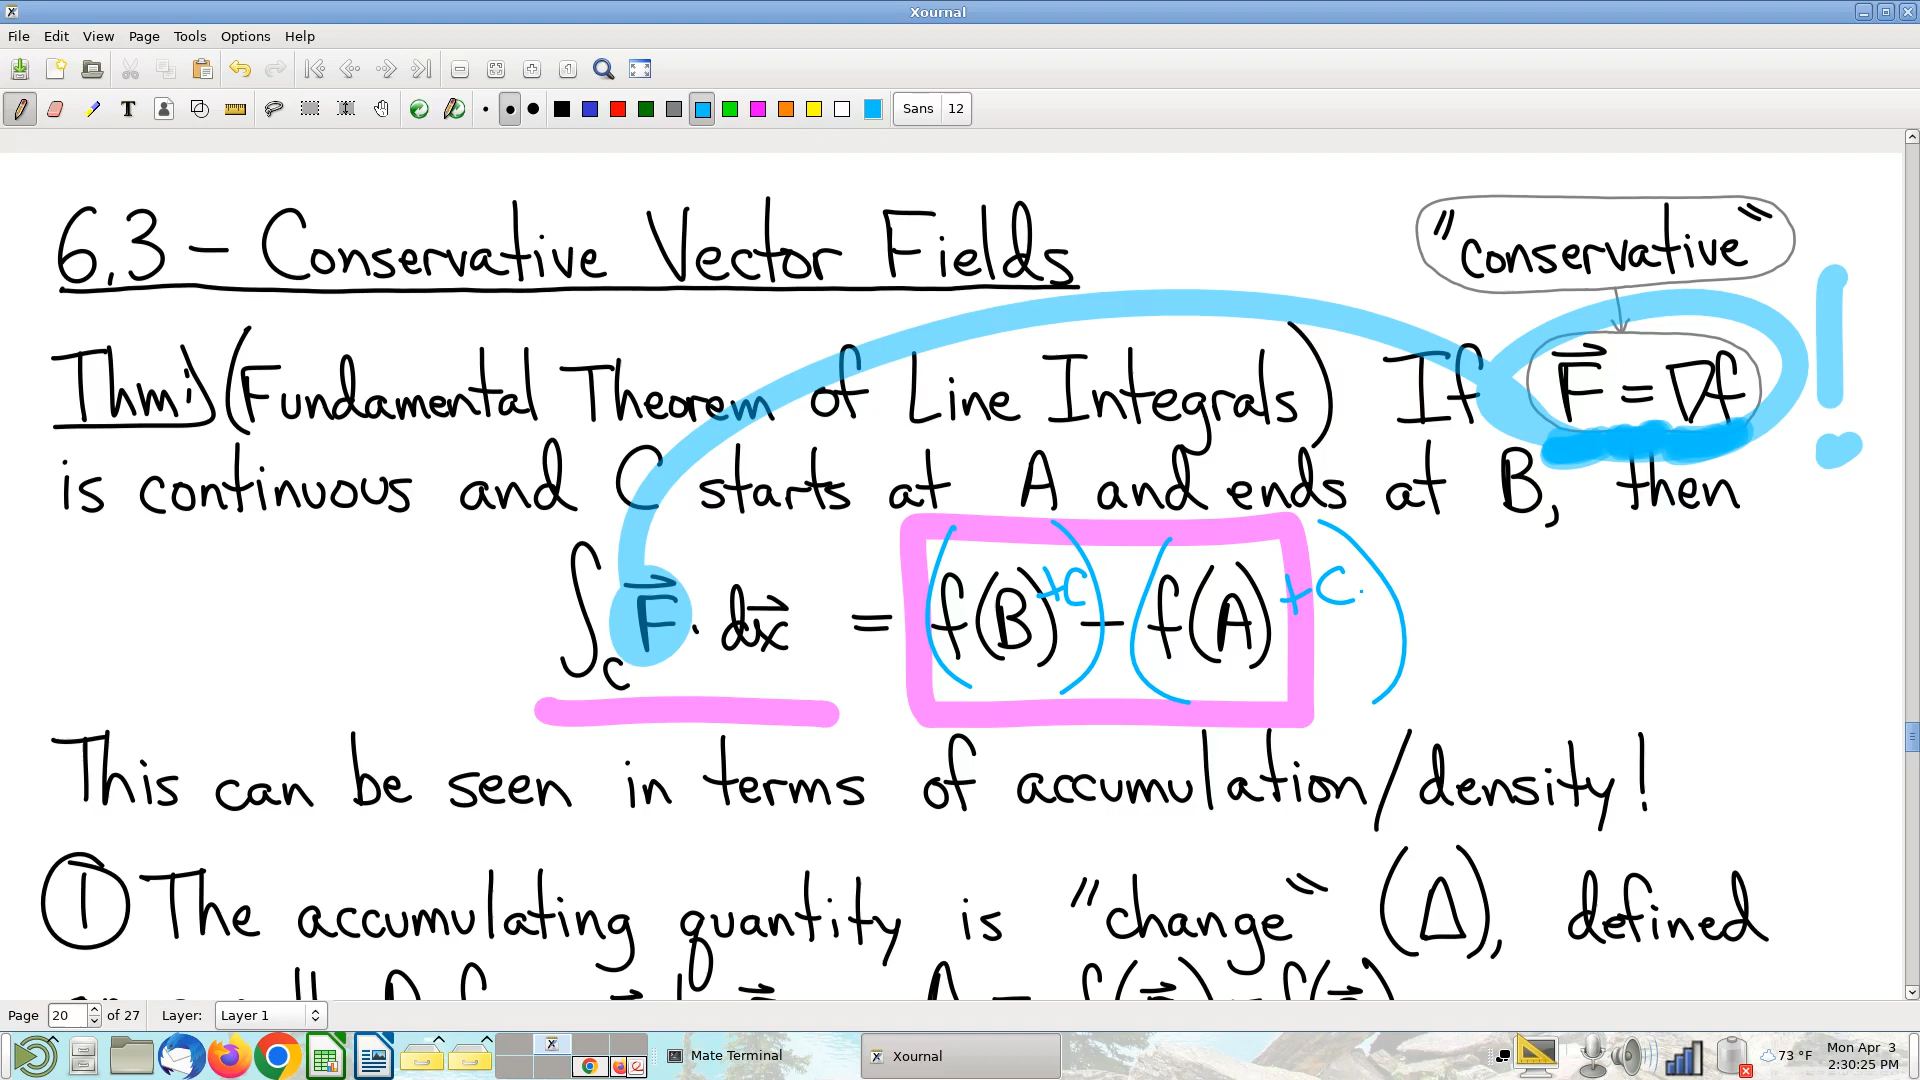 Xournal
File Edit View Page Tools Options Help
Sans 12
6.3 – Conservative Vector Fields
"conservative"
Thm: (Fundamental Theorem of Line Integrals) If F⃗ = ∇f
is continuous and C starts at A and ends at B, then
∫_C F⃗ · dx⃗ = (f(B)+C) – (f(A)+C)
!
This can be seen in terms of accumulation/density!
① The accumulating quantity is "change" (Δ), defined
Page 20 of 27 Layer: Layer 1
Mate Terminal
Xournal
73 °F
Mon Apr 3
2:30:25 PM